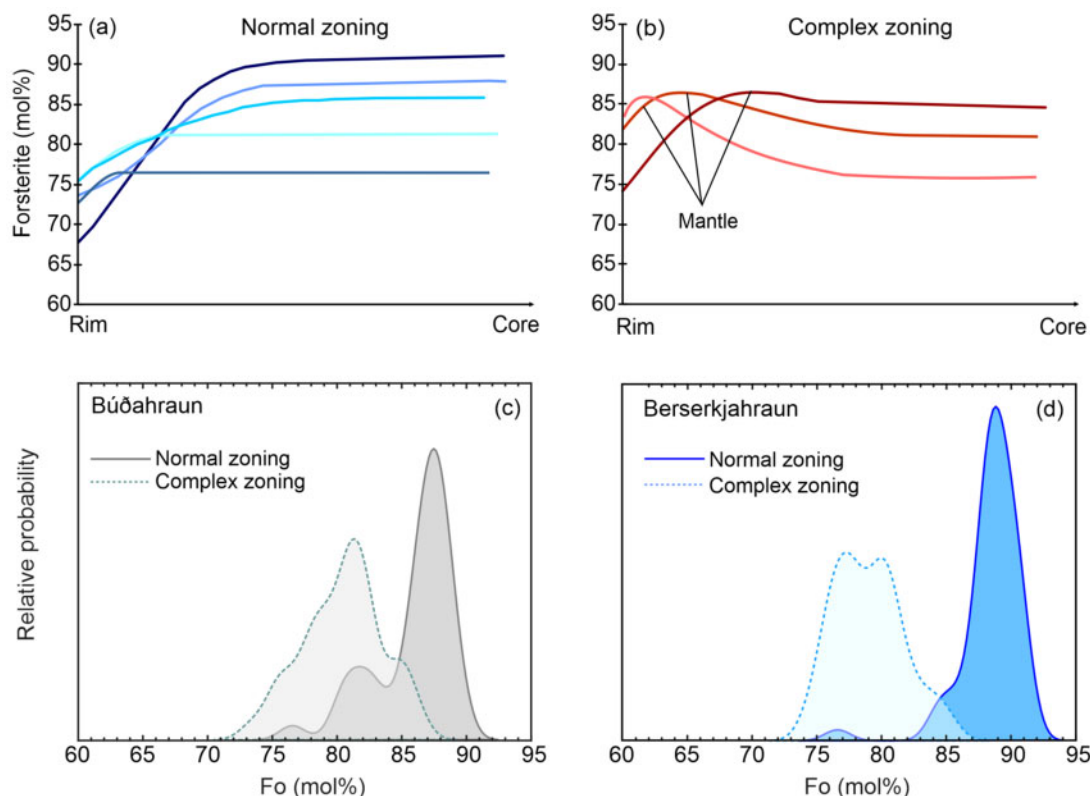 (a) Normal zoning
Forsterite (mol%)
95
90
85
80
75
70
65
60
Rim Core
(b) Complex zoning
95
90
85
80
75
70
65
60
Mantle
Rim Core
Búðahraun (c)
Normal zoning
Complex zoning
Relative probability
60 65 70 75 80 85 90 95
Fo (mol%)
Berserkjahraun (d)
Normal zoning
Complex zoning
60 65 70 75 80 85 90 95
Fo (mol%)